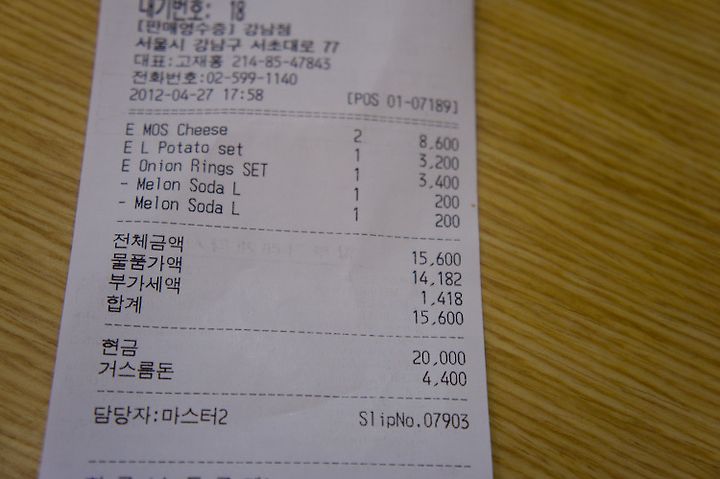 대기번호: 18
[판매영수증] 강남점
서울시 강남구 서초대로 77
대표:고재홍 214-85-47843
전화번호:02-599-1140
2012-04-27 17:58 [POS 01-07189]
E MOS Cheese 2 8,600
E L Potato set 1 3,200
E Onion Rings SET 1 3,400
- Melon Soda L 1 200
- Melon Soda L 1 200
전체금액 15,600
물품가액 14,182
부가세액 1,418
합계 15,600
현금 20,000
거스름돈 4,400
담당자:마스터2 SlipNo.07903